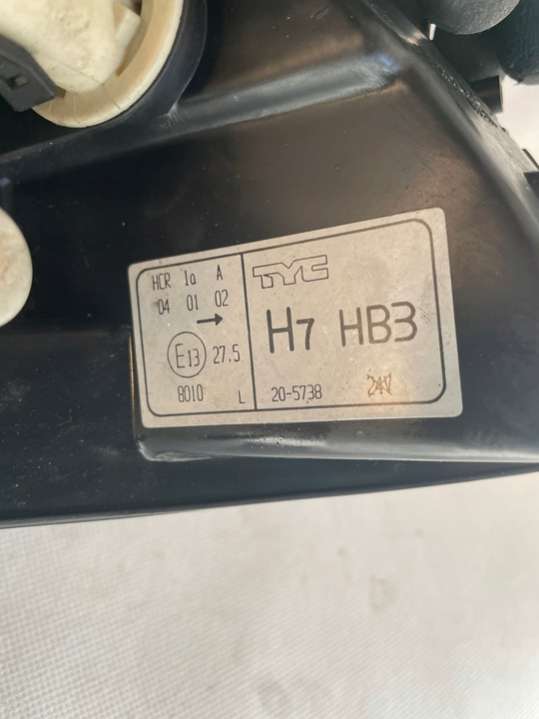 HCR 1a A
04 01 02
→
E13 27.5
8010 L
TYC
H7 HB3
20-5738 24V